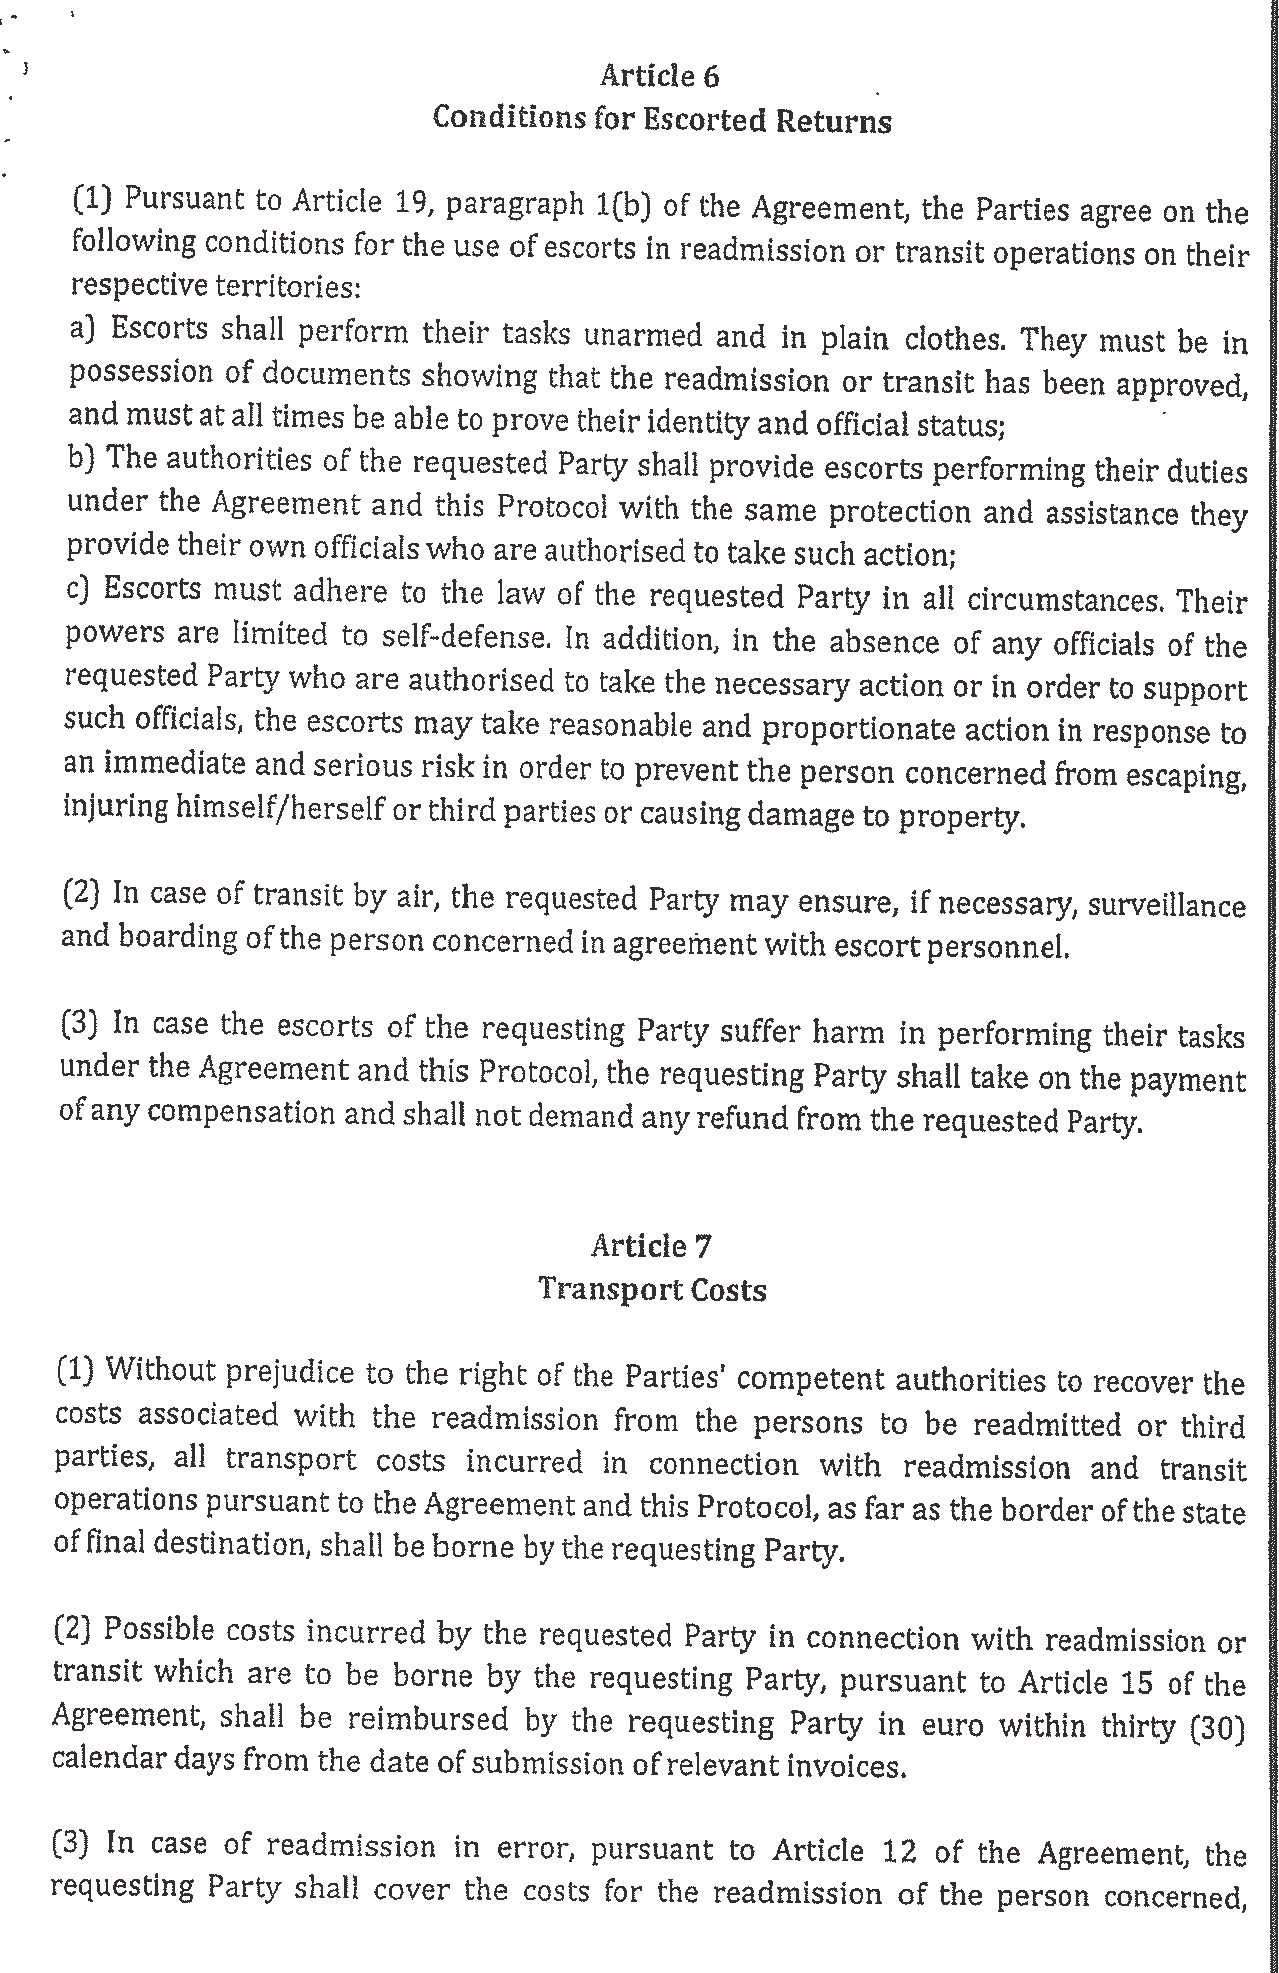 Article 6
Conditions for Escorted Returns
(1) Pursuant to Article 19, paragraph 1(b) of the Agreement, the Parties agree on the
following conditions for the use of escorts in readmission or transit operations on their
respective territories:
a) Escorts shall perform their tasks unarmed and in plain clothes. They must be in
possession of documents showing that the readmission or transit has been approved,
and must at all times be able to prove their identity and official status;
b) The authorities of the requested Party shall provide escorts performing their duties
under the Agreement and this Protocol with the same protection and assistance they
provide their own officials who are authorised to take such action;
c) Escorts must adhere to the law of the requested Party in all circumstances. Their
powers are limited to self-defense. In addition, in the absence of any officials of the
requested Party who are authorised to take the necessary action or in order to support
such officials, the escorts may take reasonable and proportionate action in response to
an immediate and serious risk in order to prevent the person concerned from escaping,
injuring himself/herself or third parties or causing damage to property.
(2) In case of transit by air, the requested Party may ensure, if necessary, surveillance
and boarding of the person concerned in agreement with escort personnel.
(3) In case the escorts of the requesting Party suffer harm in performing their tasks
under the Agreement and this Protocol, the requesting Party shall take on the payment
of any compensation and shall not demand any refund from the requested Party.
Article 7
Transport Costs
(1) Without prejudice to the right of the Parties' competent authorities to recover the
costs associated with the readmission from the persons to be readmitted or third
parties, all transport costs incurred in connection with readmission and transit
operations pursuant to the Agreement and this Protocol, as far as the border of the state
of final destination, shall be borne by the requesting Party.
(2) Possible costs incurred by the requested Party in connection with readmission or
transit which are to be borne by the requesting Party, pursuant to Article 15 of the
Agreement, shall be reimbursed by the requesting Party in euro within thirty (30)
calendar days from the date of submission of relevant invoices.
(3) In case of readmission in error, pursuant to Article 12 of the Agreement, the
requesting Party shall cover the costs for the readmission of the person concerned,